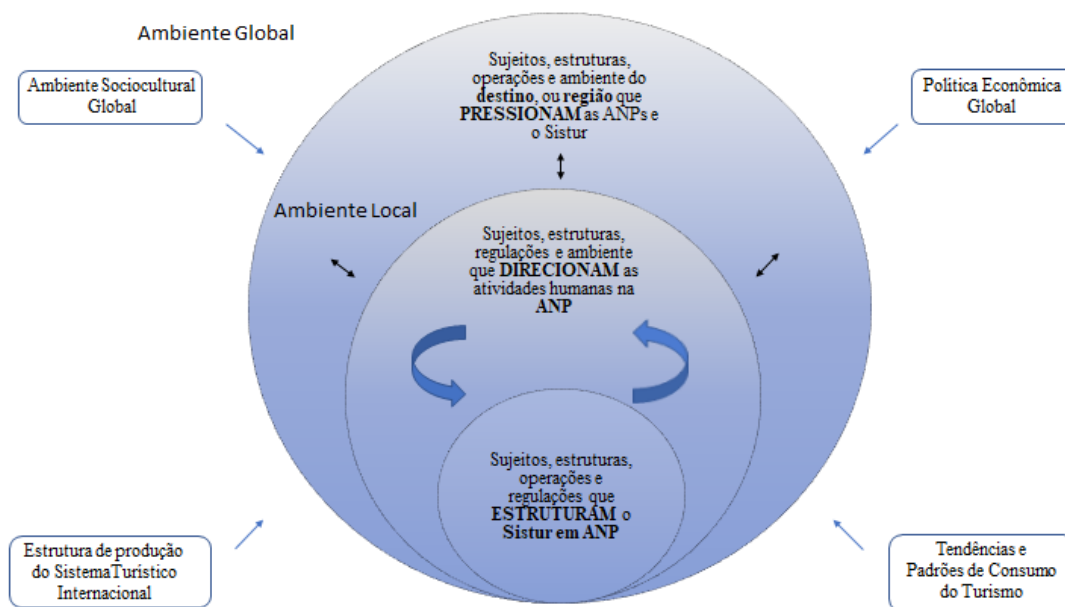 Ambiente Global
Ambiente Sociocultural
Global
Sujeitos, estruturas,
operações e ambiente do
destino, ou região que
PRESSIONAM as ANPs e
o Sistur
Política Econômica
Global
Ambiente Local
Sujeitos, estruturas,
regulações e ambiente
que DIRECIONAM as
atividades humanas na
ANP
Sujeitos, estruturas,
operações e
regulações que
ESTRUTURAM o
Sistur em ANP
Estrutura de produção
do SistemaTurístico
Internacional
Tendências e
Padrões de Consumo
do Turismo